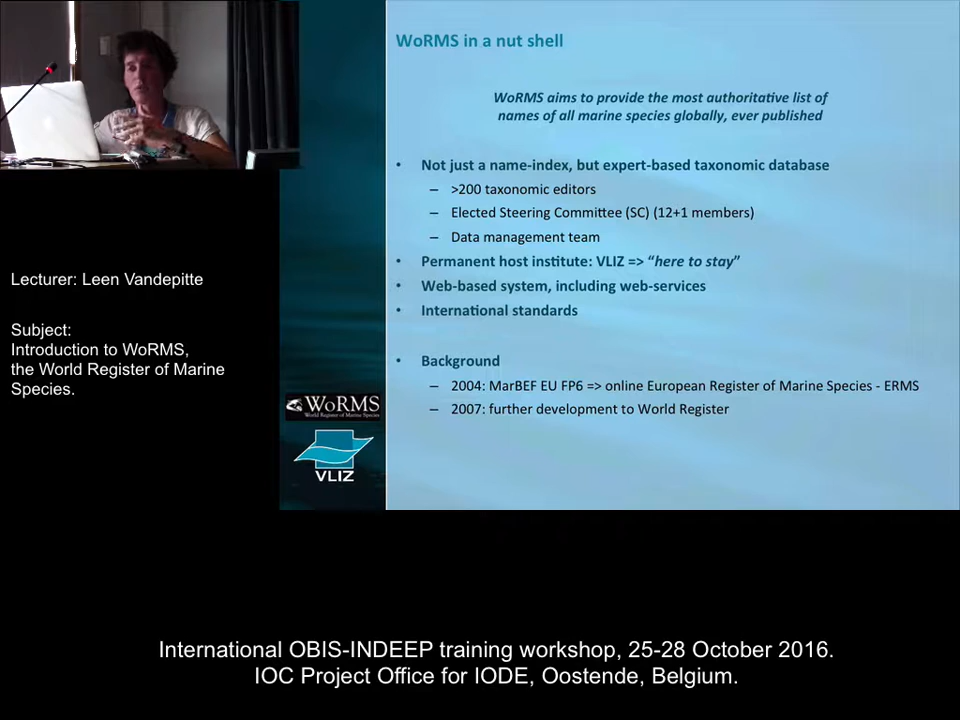 WoRMS in a nut shell
WoRMS aims to provide the most authoritative list of
names of all marine species globally, ever published
• Not just a name-index, but expert-based taxonomic database
– >200 taxonomic editors
– Elected Steering Committee (SC) (12+1 members)
– Data management team
• Permanent host institute: VLIZ => “here to stay”
• Web-based system, including web-services
• International standards
• Background
– 2004: MarBEF EU FP6 => online European Register of Marine Species - ERMS
– 2007: further development to World Register
Lecturer: Leen Vandepitte
Subject:
Introduction to WoRMS,
the World Register of Marine
Species.
WoRMS
World Register of Marine Species
VLIZ
International OBIS-INDEEP training workshop, 25-28 October 2016.
IOC Project Office for IODE, Oostende, Belgium.